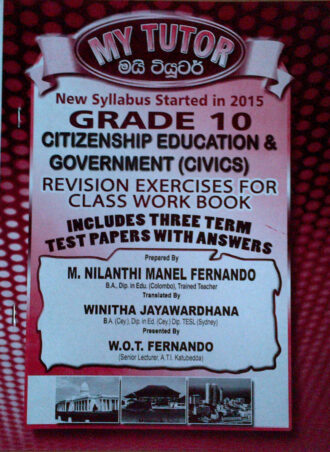 MY TUTOR
මයි ටියුටර්
New Syllabus Started in 2015
GRADE 10
CITIZENSHIP EDUCATION &
GOVERNMENT (CIVICS)
REVISION EXERCISES FOR
CLASS WORK BOOK
INCLUDES THREE TERM
TEST PAPERS WITH ANSWERS
Prepared By
M. NILANTHI MANEL FERNANDO
B.A., Dip. in Edu. (Colombo), Trained Teacher
Translated By
WINITHA JAYAWARDHANA
B.A. (Cey.), Dip. in Ed. (Cey.) Dip. TESL (Sydney)
Presented By
W.O.T. FERNANDO
(Senior Lecturer, A.T.I. Katubedda)